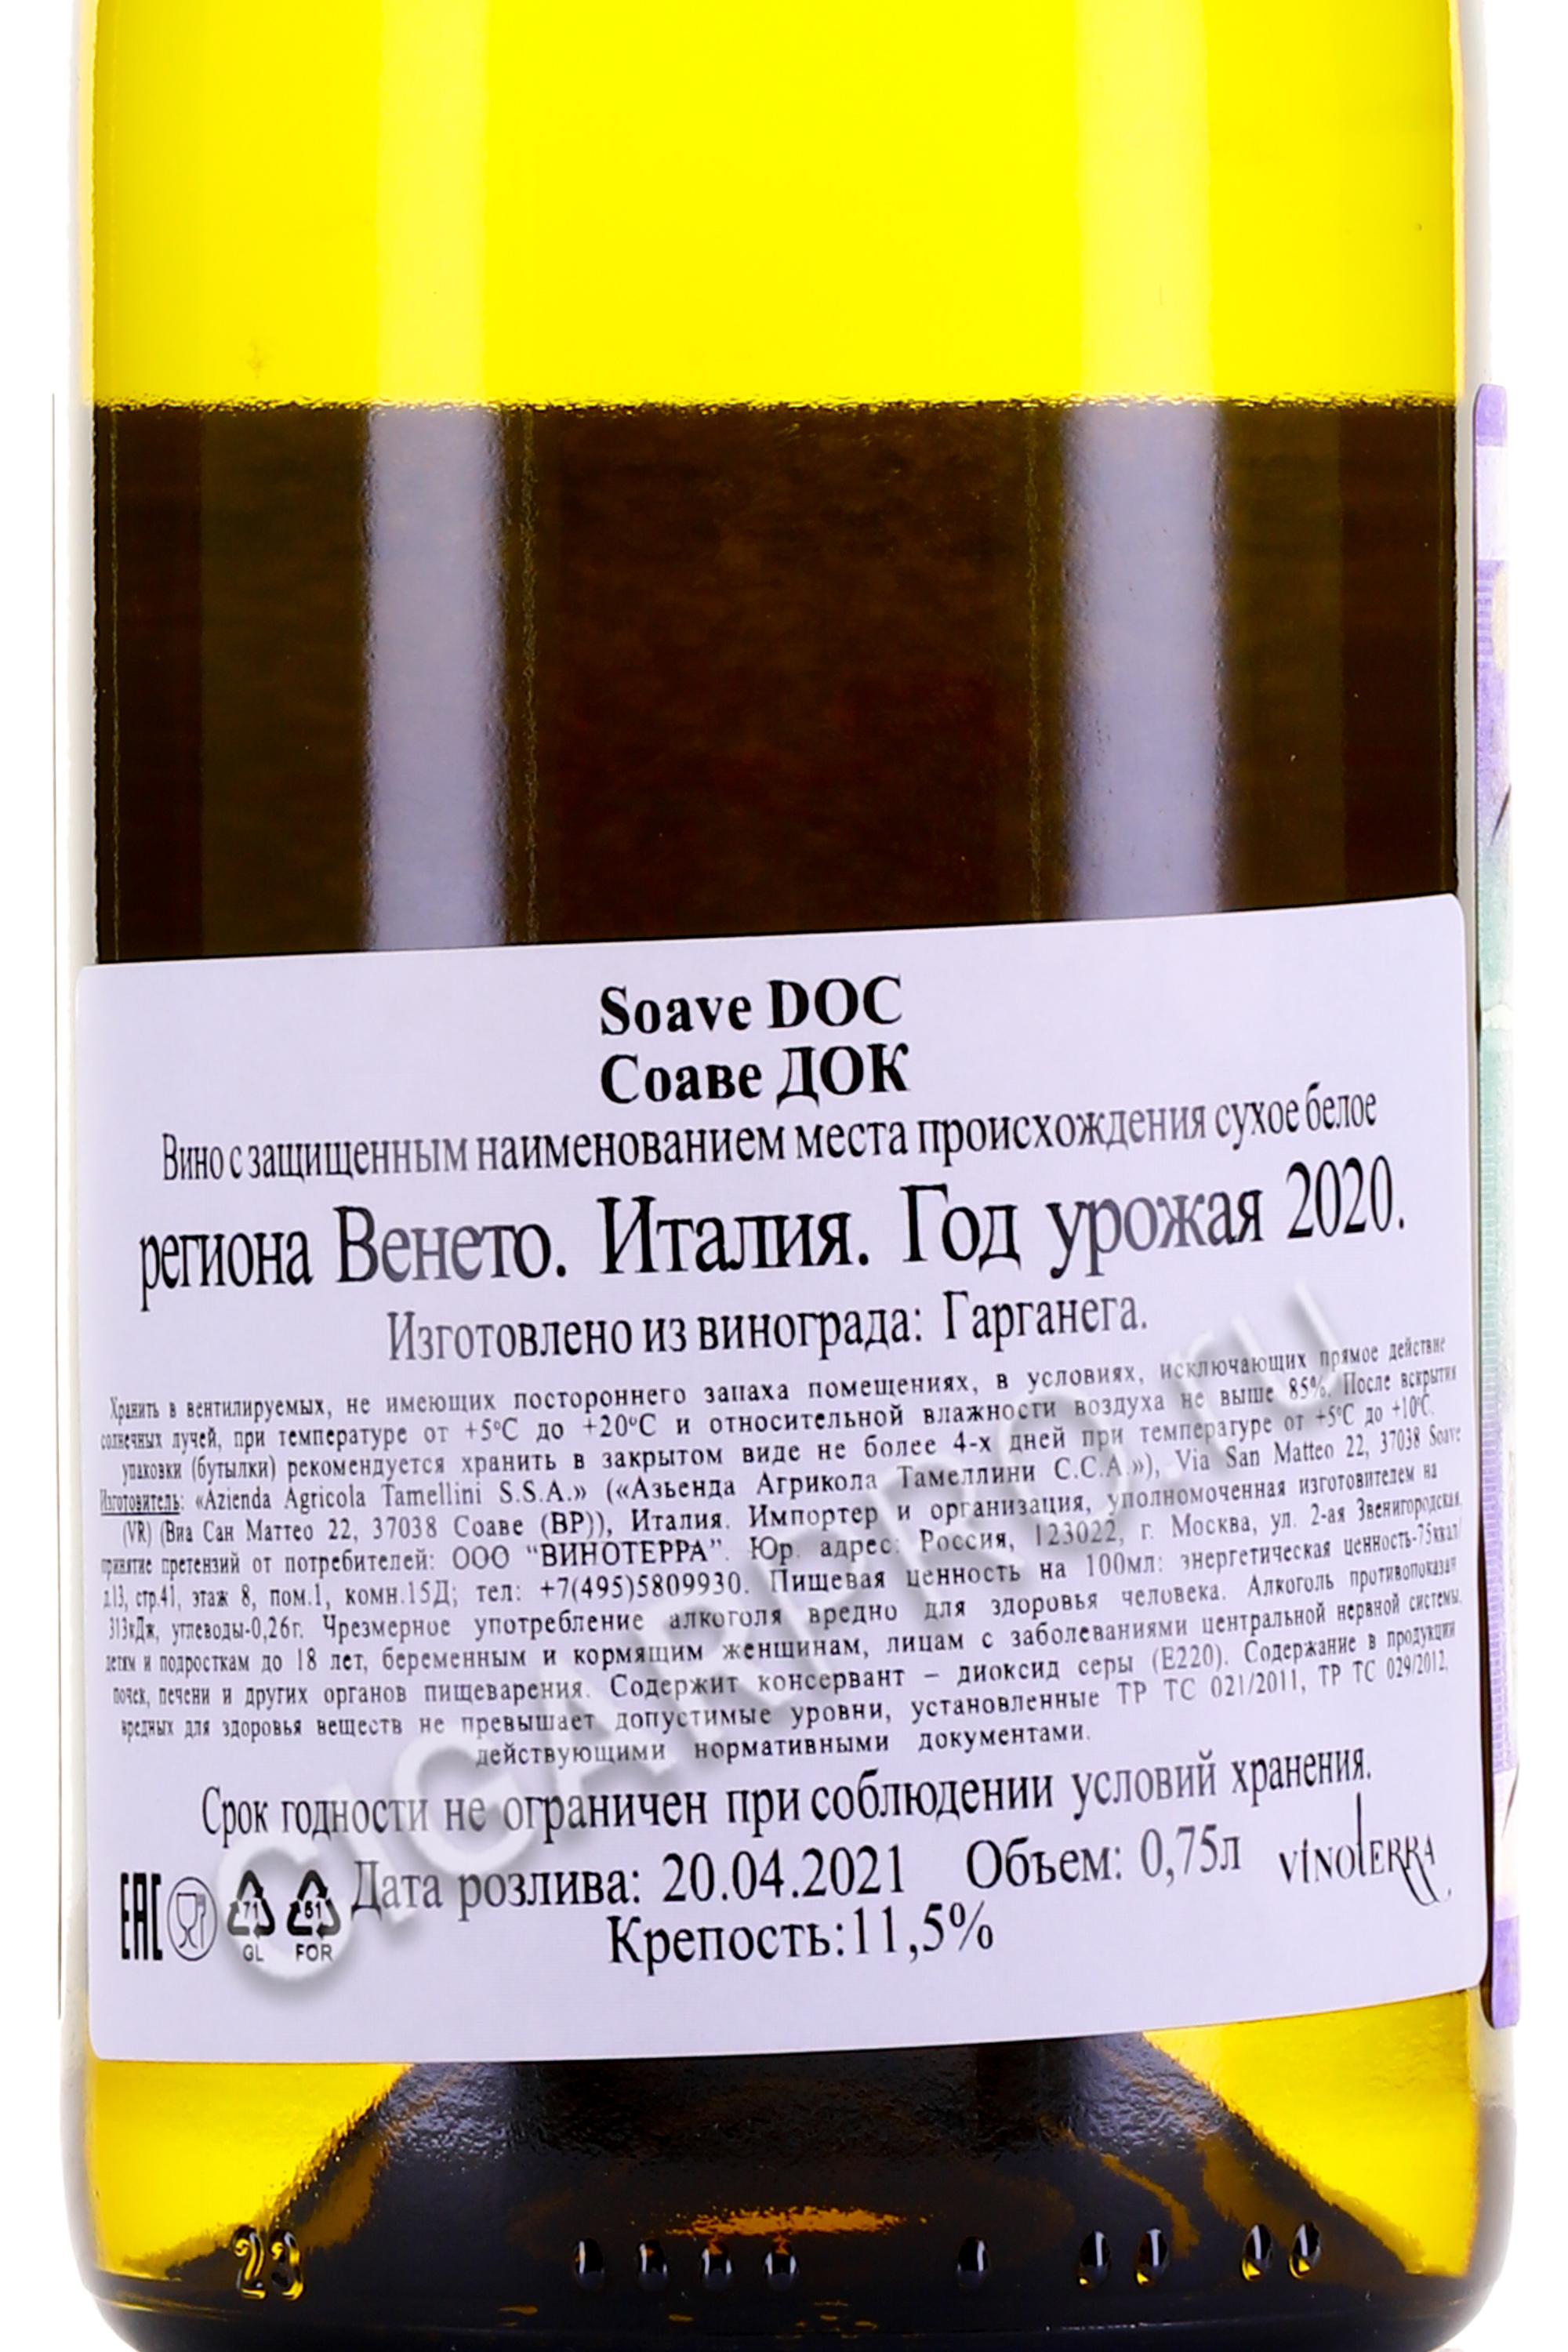 Soave DOC
Соаве ДОК
Вино с защищенным наименованием места происхождения сухое белое
региона Венето. Италия. Год урожая 2020.
Изготовлено из винограда: Гарганега.
Хранить в вентилируемых, не имеющих постороннего запаха помещениях, в условиях, исключающих прямое действие
солнечных лучей, при температуре от +5°С до +20°С и относительной влажности воздуха не выше 85%. После вскрытия
упаковки (бутылки) рекомендуется хранить в закрытом виде не более 4-х дней при температуре от +5°С до +10°С.
Изготовитель: «Azienda Agricola Tamellini S.S.A.» («Азьенда Агрикола Тамеллини С.С.А.»), Via San Matteo 22, 37038 Soave
(VR) (Виа Сан Маттео 22, 37038 Соаве (ВР)), Италия. Импортер и организация, уполномоченная изготовителем на
принятие претензий от потребителей: ООО "ВИНОТЕРРА". Юр. адрес: Россия, 123022, г. Москва, ул. 2-ая Звенигородская,
д.13, стр.41, этаж 8, пом.1, комн.15Д; тел: +7(495)5809930. Пищевая ценность на 100мл: энергетическая ценность-75ккал/
313кДж, углеводы-0,26г. Чрезмерное употребление алкоголя вредно для здоровья человека. Алкоголь противопоказан
детям и подросткам до 18 лет, беременным и кормящим женщинам, лицам с заболеваниями центральной нервной системы,
почек, печени и других органов пищеварения. Содержит консервант – диоксид серы (Е220). Содержание в продукции
вредных для здоровья веществ не превышает допустимые уровни, установленные ТР ТС 021/2011, ТР ТС 029/2012,
действующими нормативными документами.
Срок годности не ограничен при соблюдении условий хранения.
Дата розлива: 20.04.2021 Объем: 0,75л VINOTERRA
EAC 71 GL 61 FOR Крепость:11,5%
CIGARPRO.ru
23